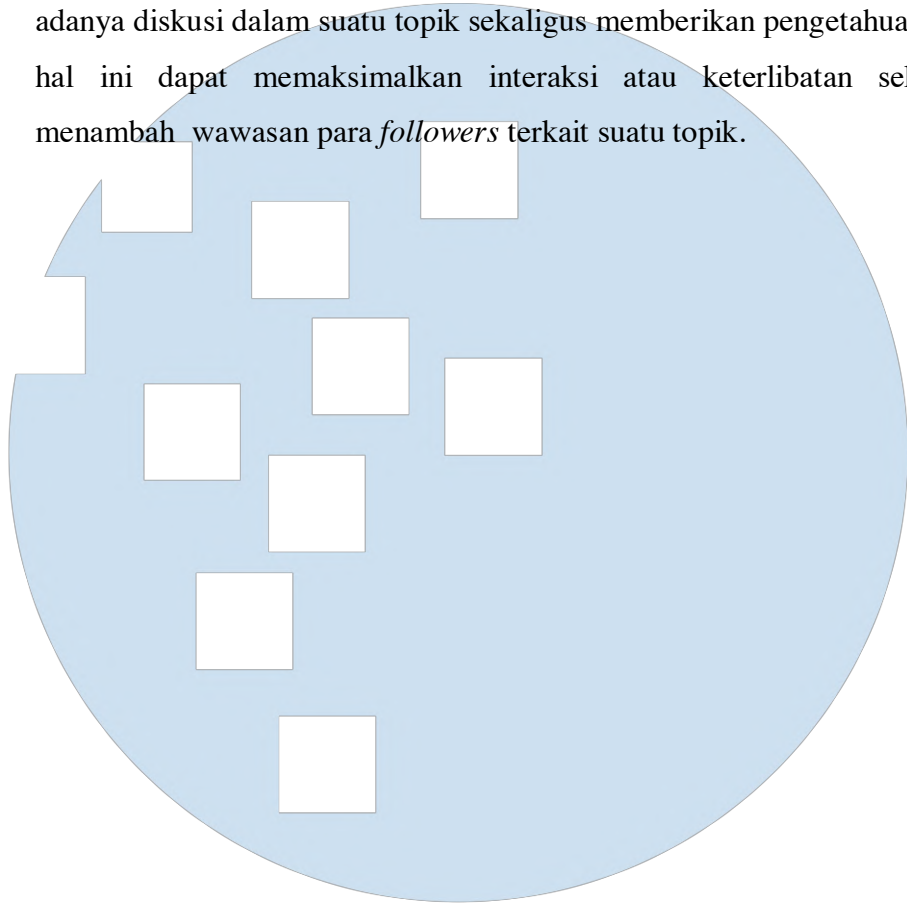 adanya diskusi dalam suatu topik sekaligus memberikan
hal ini dapat memaksimalkan interaksi atau keterlibatan
menambah wawasan para followers terkait suatu topik.